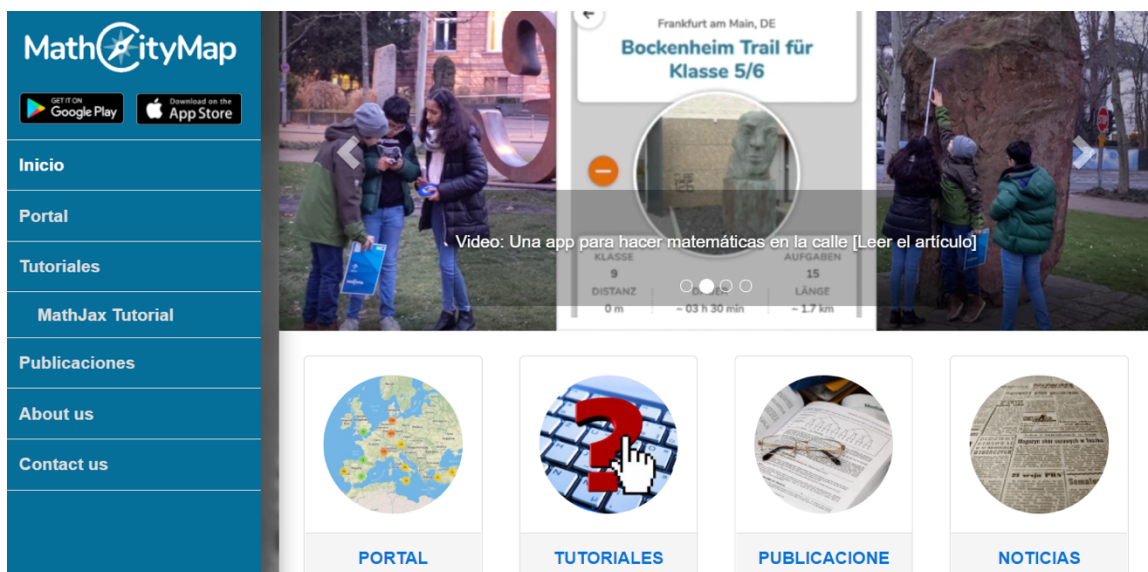 MathCityMap
GET IT ON
Google Play
Download on the
App Store
Inicio
Portal
Tutoriales
MathJax Tutorial
Publicaciones
About us
Contact us
Frankfurt am Main, DE
Bockenheim Trail für
Klasse 5/6
Video: Una app para hacer matemáticas en la calle [Leer el artículo]
KLASSE
9
AUFGABEN
15
DISTANZ
0 m
~ 03 h 30 min
LÄNGE
~ 1.7 km
PORTAL
TUTORIALES
PUBLICACIONE
NOTICIAS